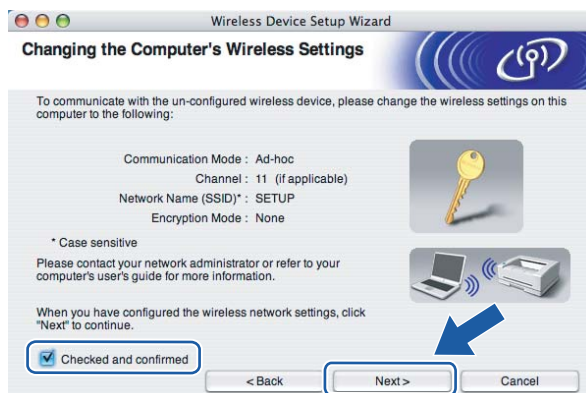 Wireless Device Setup Wizard
Changing the Computer's Wireless Settings
To communicate with the un-configured wireless device, please change the wireless settings on this
computer to the following:
Communication Mode : Ad-hoc
Channel : 11 (if applicable)
Network Name (SSID)* : SETUP
Encryption Mode : None
* Case sensitive
Please contact your network administrator or refer to your
computer's user's guide for more information.
When you have configured the wireless network settings, click
"Next" to continue.
Checked and confirmed
< Back Next > Cancel